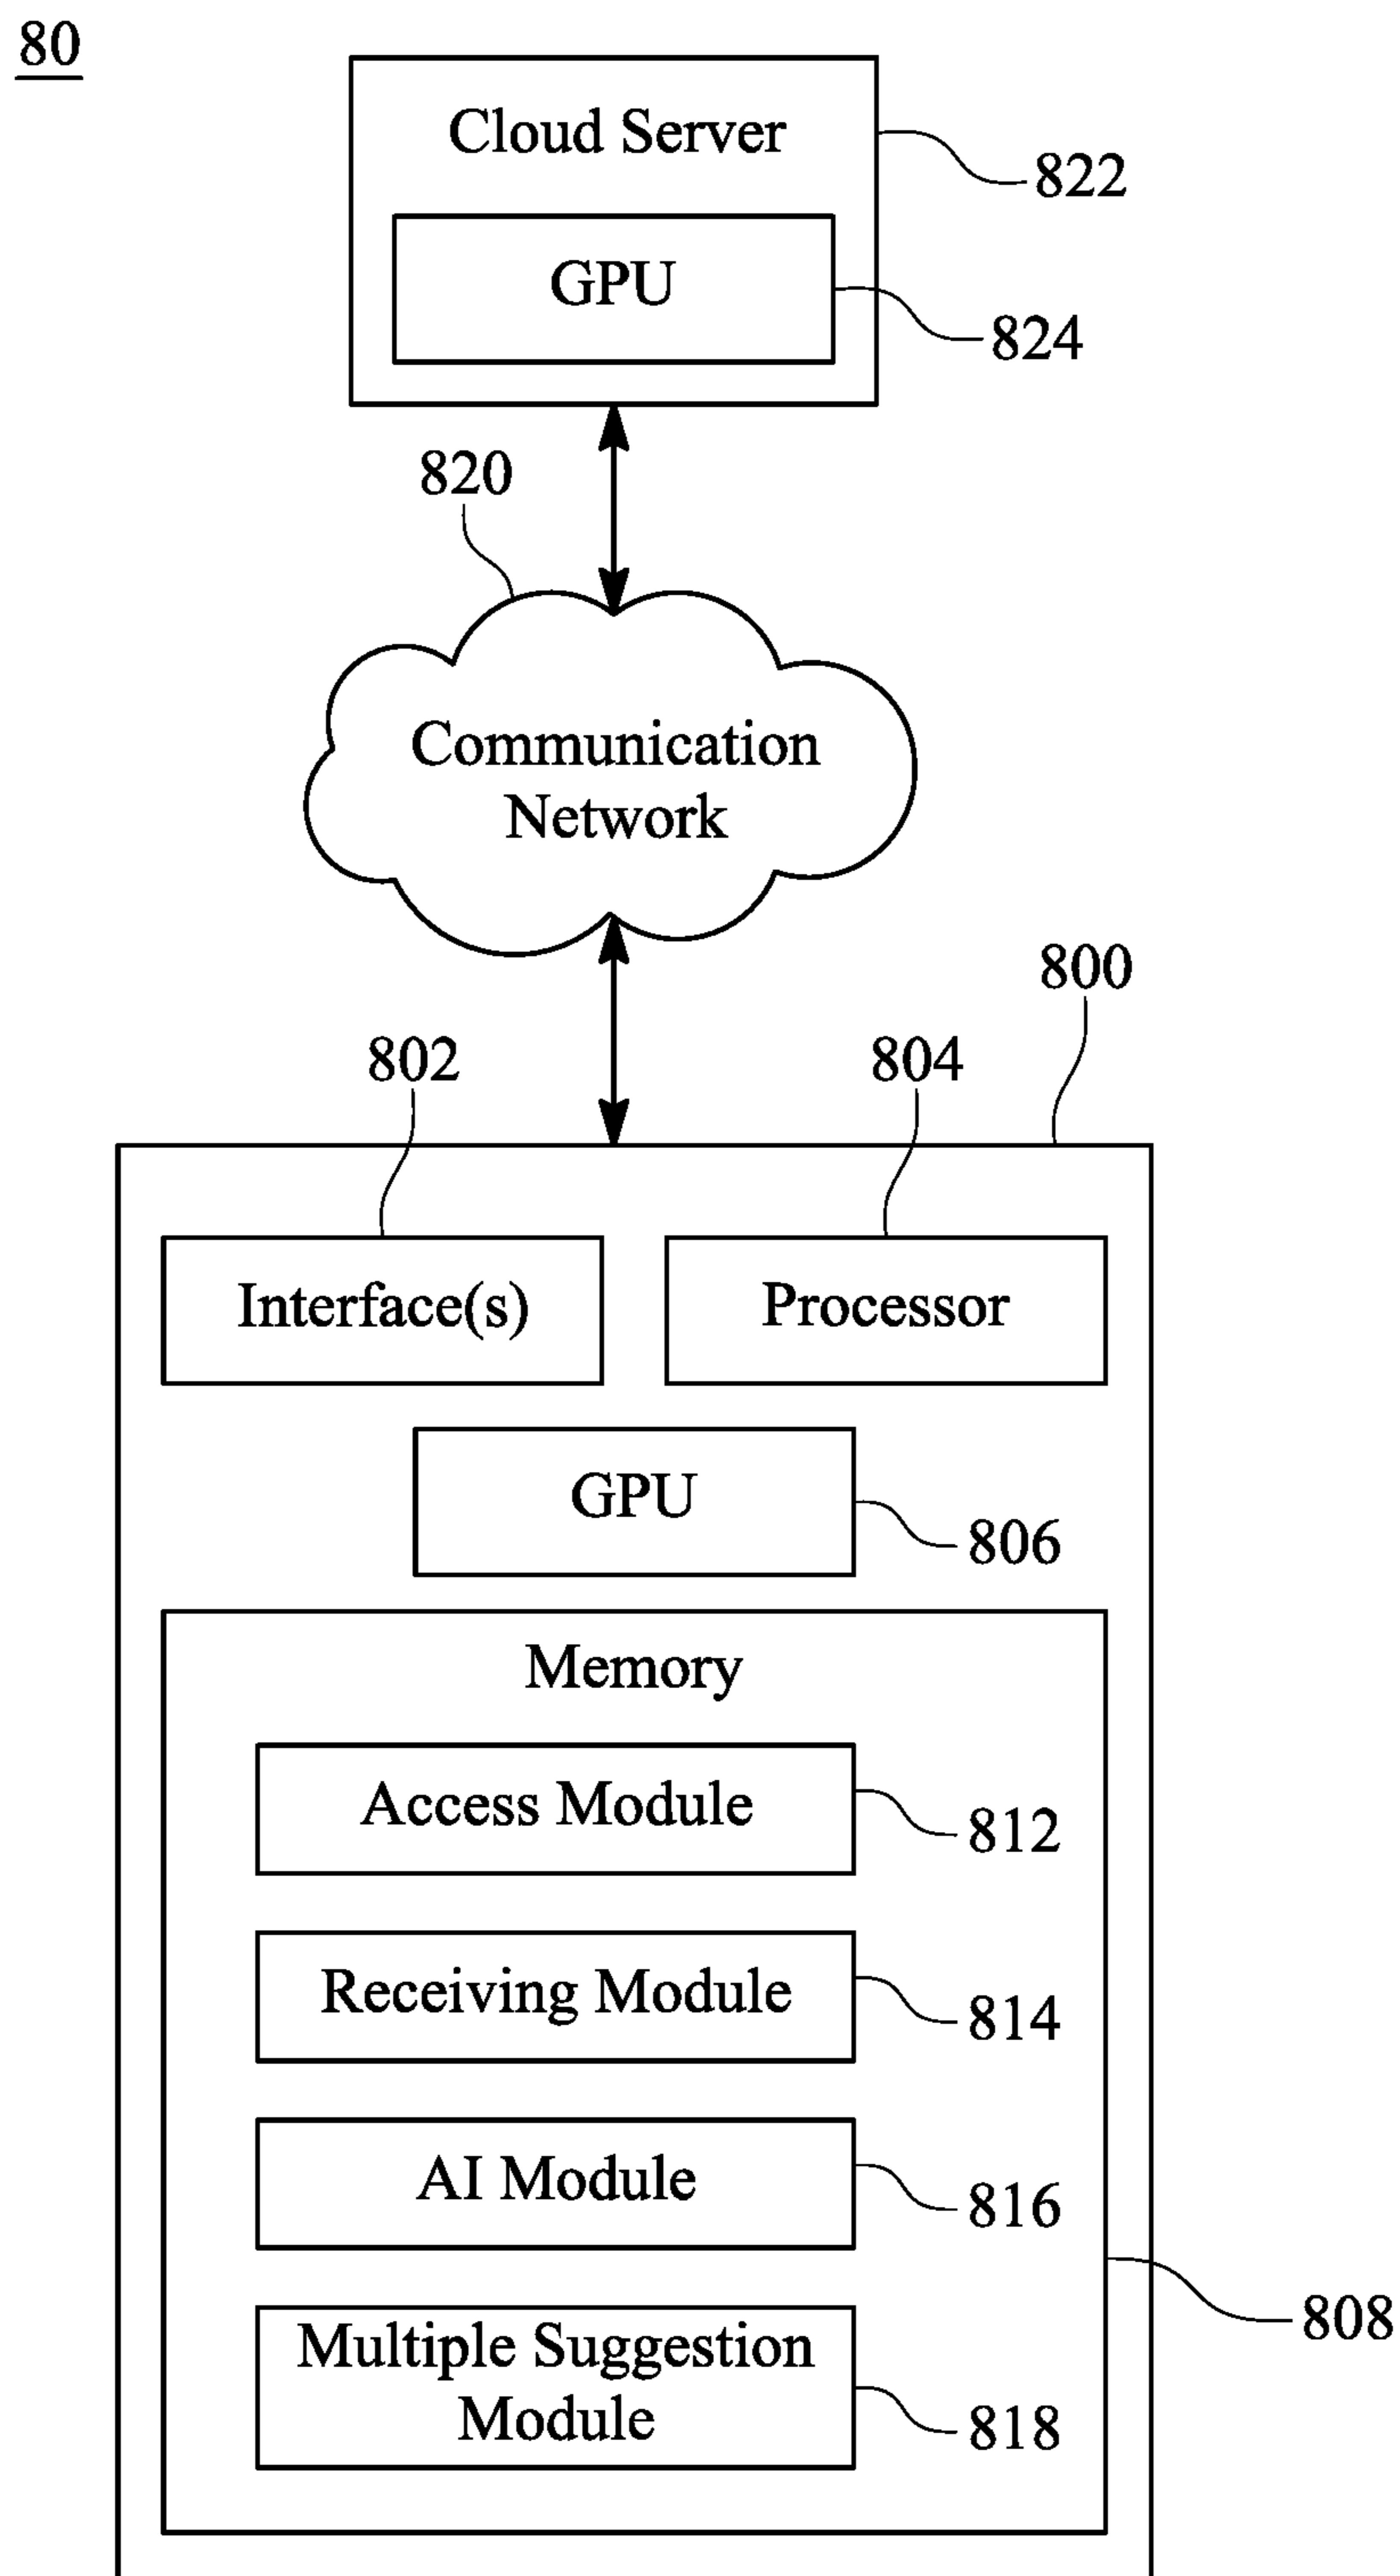 80
Cloud Server
822
GPU
824
820
Communication
Network
800
802
804
Interface(s)
Processor
GPU
806
Memory
Access Module
812
Receiving Module
814
AI Module
816
808
Multiple Suggestion
Module
818